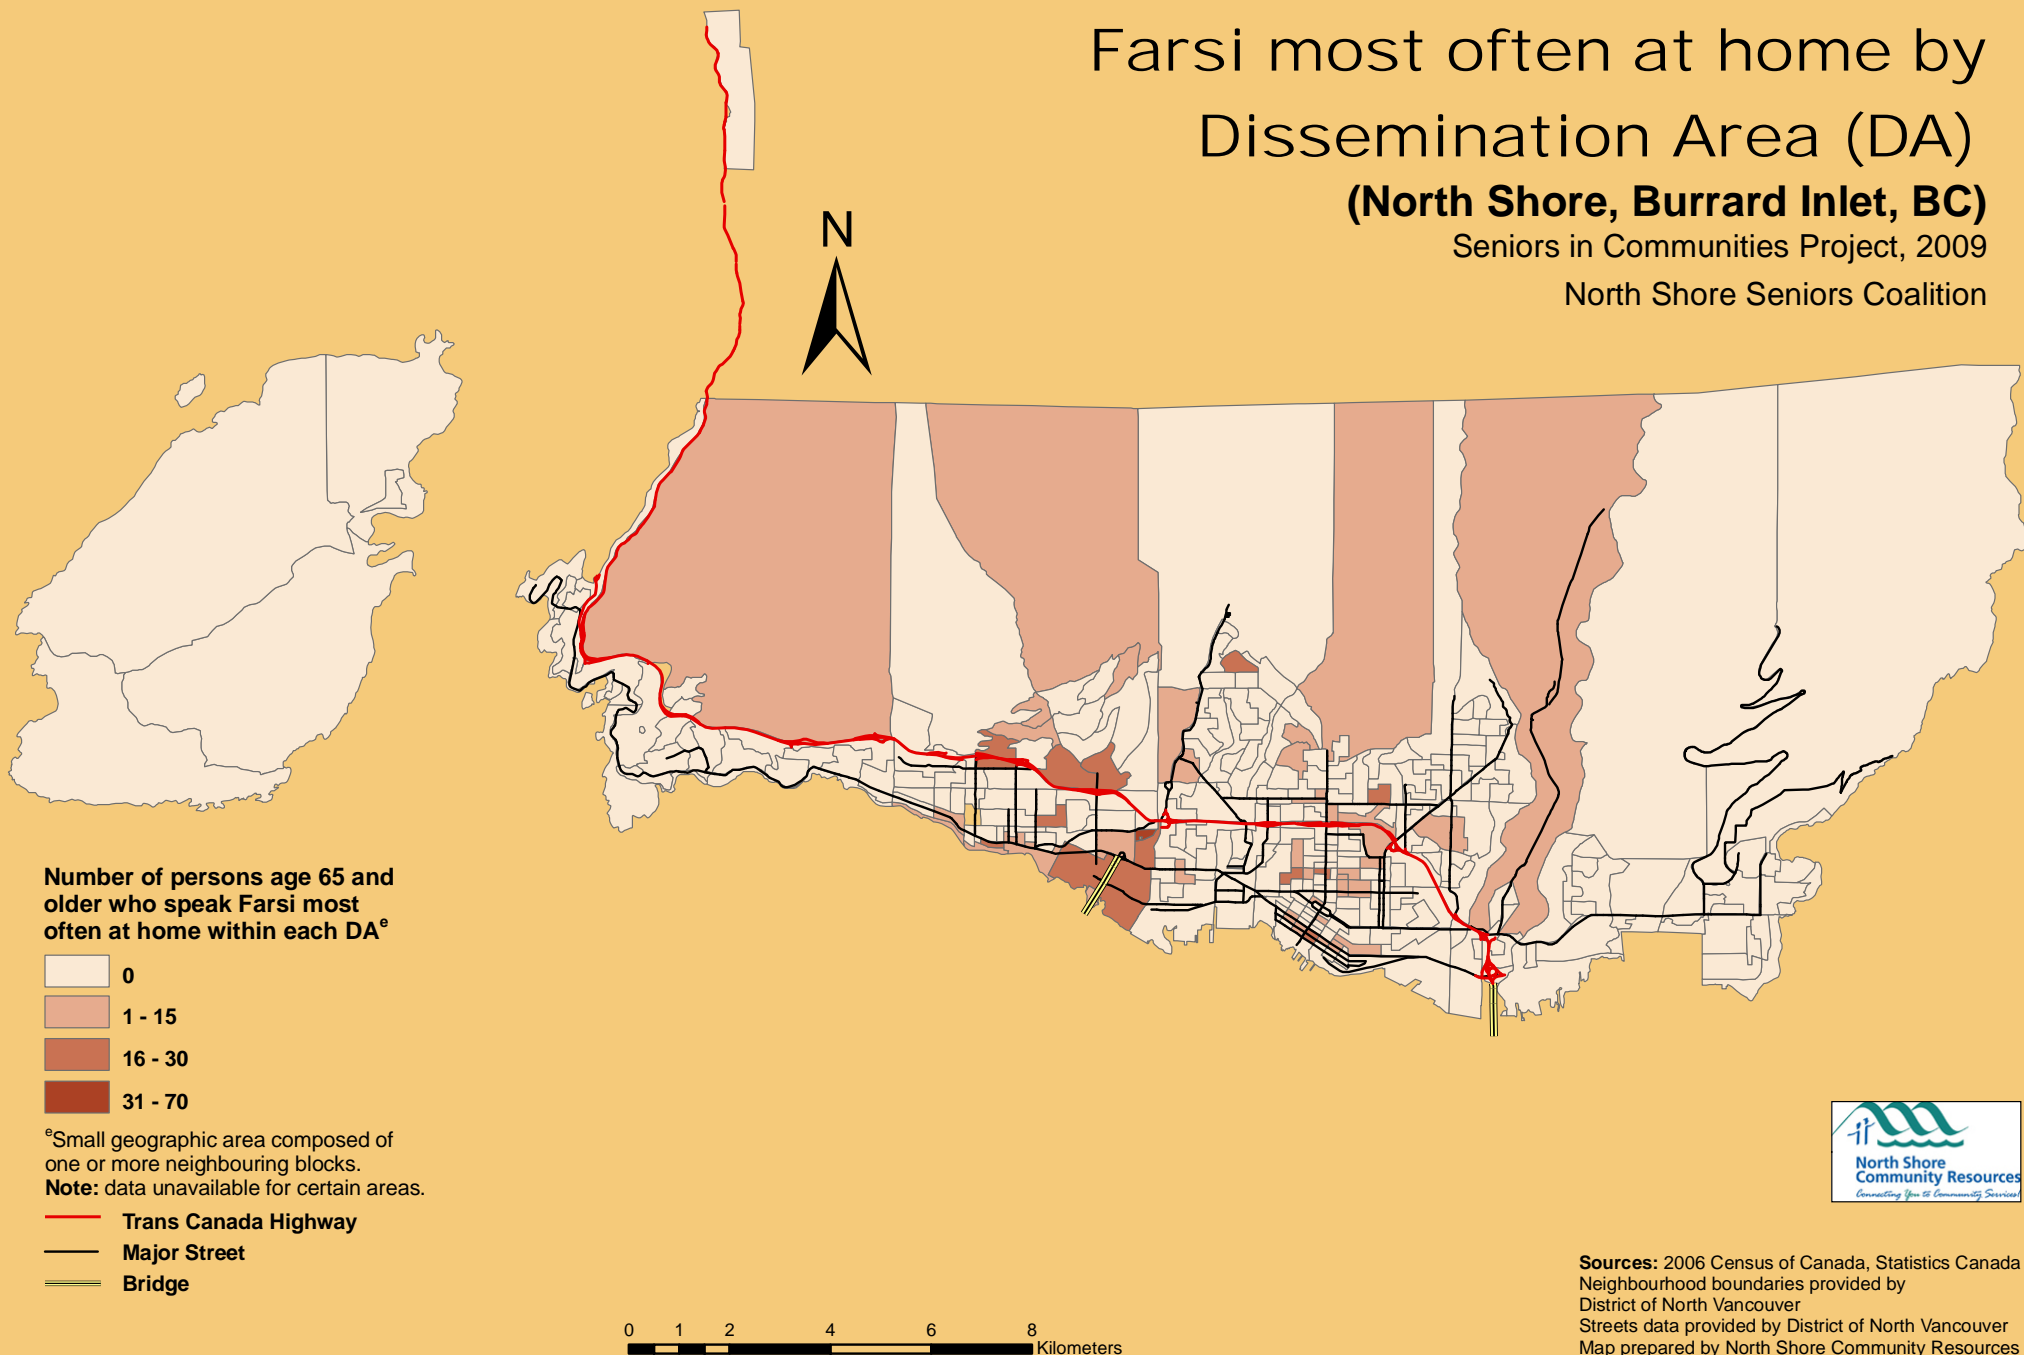 Farsi most often at home by
Dissemination Area (DA)
(North Shore, Burrard Inlet, BC)
Seniors in Communities Project, 2009
North Shore Seniors Coalition
N
Number of persons age 65 and
older who speak Farsi most
often at home within each DAᵉ
0
1 - 15
16 - 30
31 - 70
ᵉSmall geographic area composed of
one or more neighbouring blocks.
Note: data unavailable for certain areas.
Trans Canada Highway
Major Street
Bridge
0 1 2 4 6 8
Kilometers
North Shore
Community Resources
Connecting You to Community Services!
Sources: 2006 Census of Canada, Statistics Canada
Neighbourhood boundaries provided by
District of North Vancouver
Streets data provided by District of North Vancouver
Map prepared by North Shore Community Resources